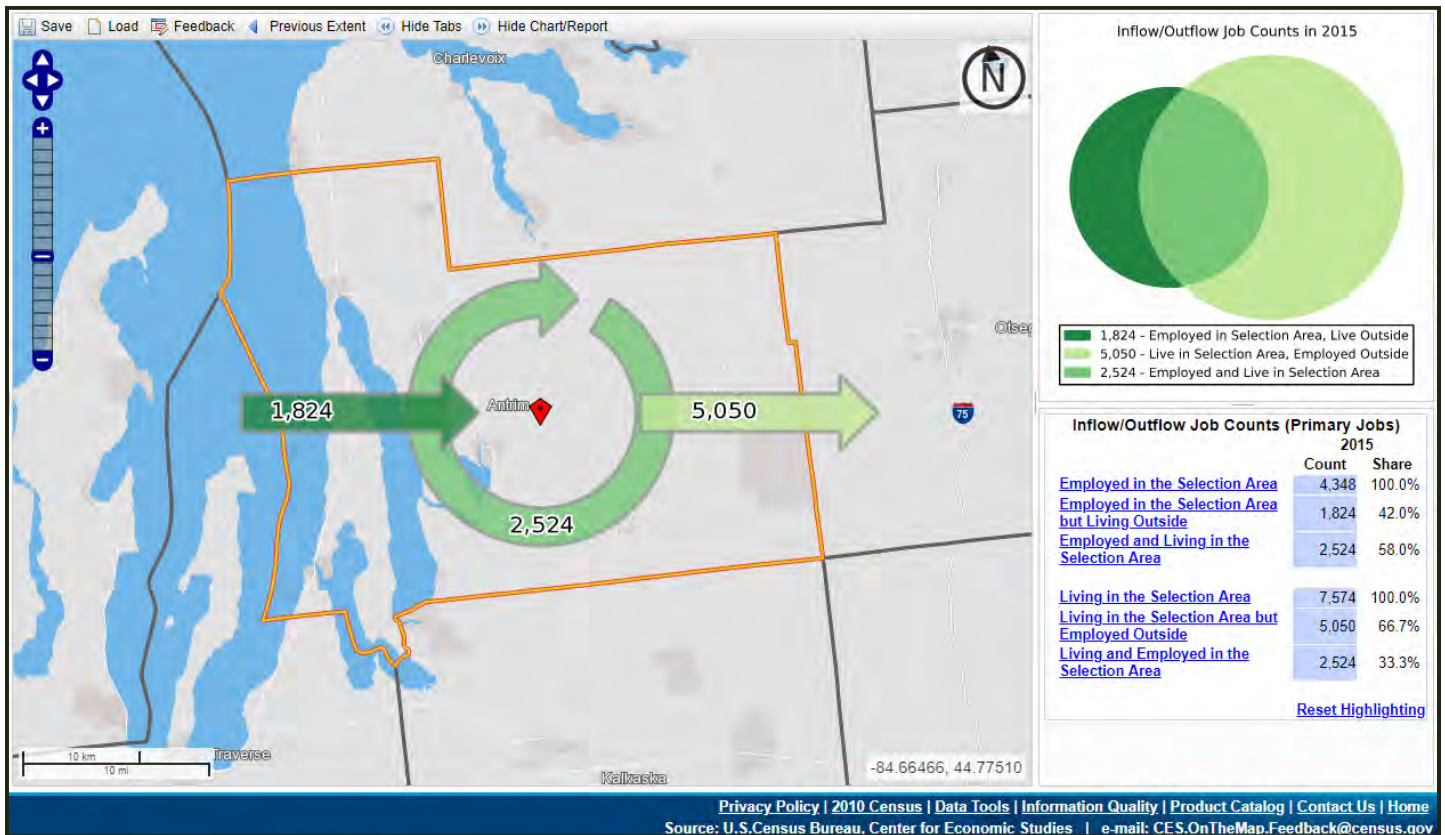 Save Load Feedback Previous Extent Hide Tabs Hide Chart/Report
Charlevoix
N
Antrim
1,824
5,050
2,524
75
10 km
10 mi
Traverse
Kalkaska
-84.66466, 44.77510
Inflow/Outflow Job Counts in 2015
1,824 - Employed in Selection Area, Live Outside
5,050 - Live in Selection Area, Employed Outside
2,524 - Employed and Live in Selection Area
Inflow/Outflow Job Counts (Primary Jobs)
2015
Count Share
Employed in the Selection Area 4,348 100.0%
Employed in the Selection Area
but Living Outside 1,824 42.0%
Employed and Living in the
Selection Area 2,524 58.0%
Living in the Selection Area 7,574 100.0%
Living in the Selection Area but
Employed Outside 5,050 66.7%
Living and Employed in the
Selection Area 2,524 33.3%
Reset Highlighting
Privacy Policy | 2010 Census | Data Tools | Information Quality | Product Catalog | Contact Us | Home
Source: U.S.Census Bureau, Center for Economic Studies | e-mail: CES.OnTheMap.Feedback@census.gov